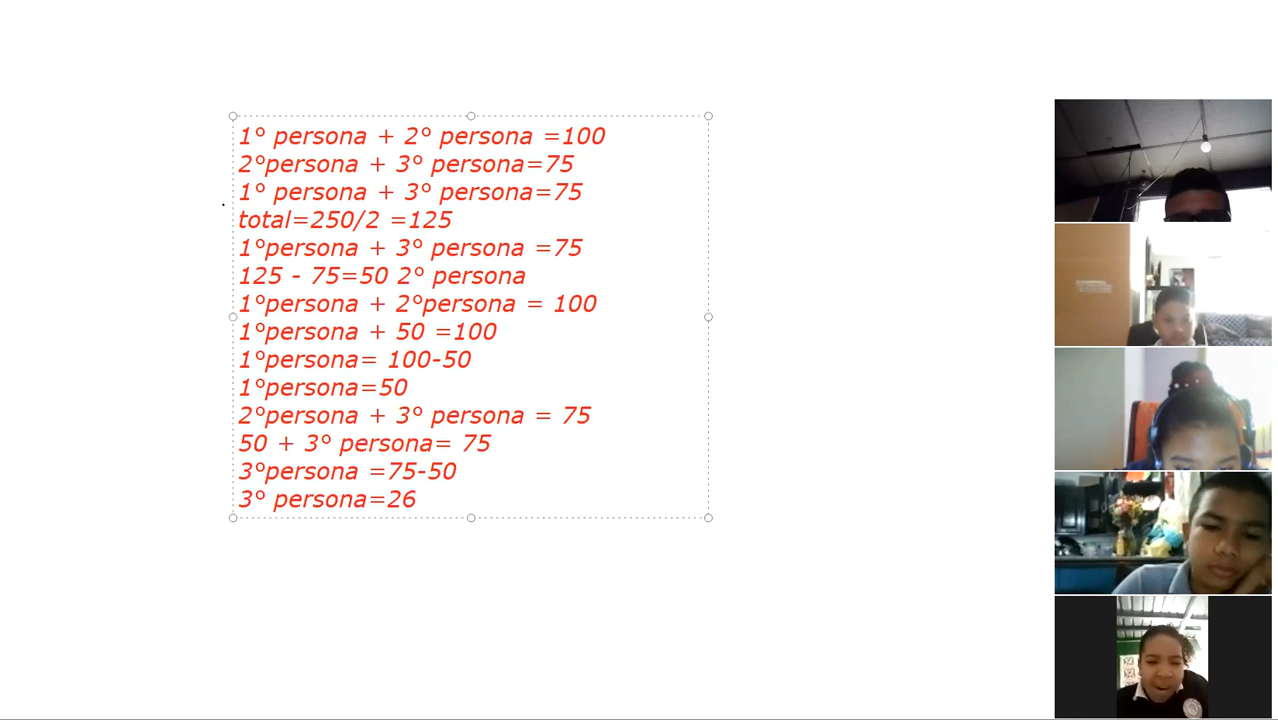 1° persona + 2° persona =100
2°persona + 3° persona=75
1° persona + 3° persona=75
total=250/2 =125
1°persona + 3° persona =75
125 - 75=50 2° persona
1°persona + 2°persona = 100
1°persona + 50 =100
1°persona= 100-50
1°persona=50
2°persona + 3° persona = 75
50 + 3° persona= 75
3°persona =75-50
3° persona=26